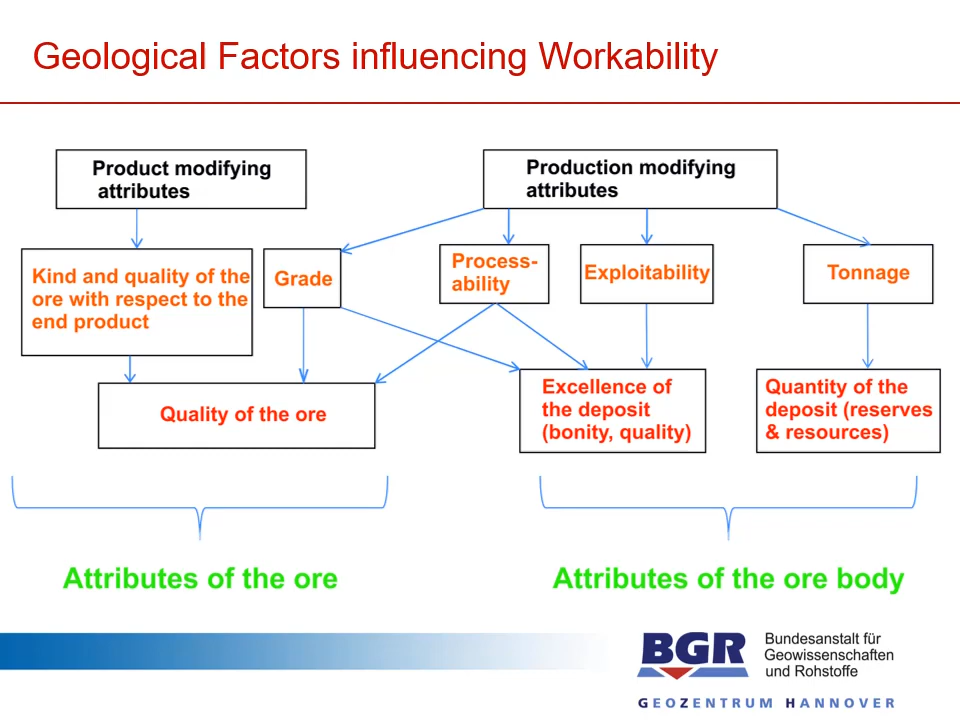 Geological Factors influencing Workability
Product modifying
attributes
Production modifying
attributes
Kind and quality of the
ore with respect to the
end product
Grade
Process-
ability
Exploitability
Tonnage
Quality of the ore
Excellence of
the deposit
(bonity, quality)
Quantity of the
deposit (reserves
& resources)
Attributes of the ore
Attributes of the ore body
BGR
Bundesanstalt für
Geowissenschaften
und Rohstoffe
GEOZENTRUM HANNOVER